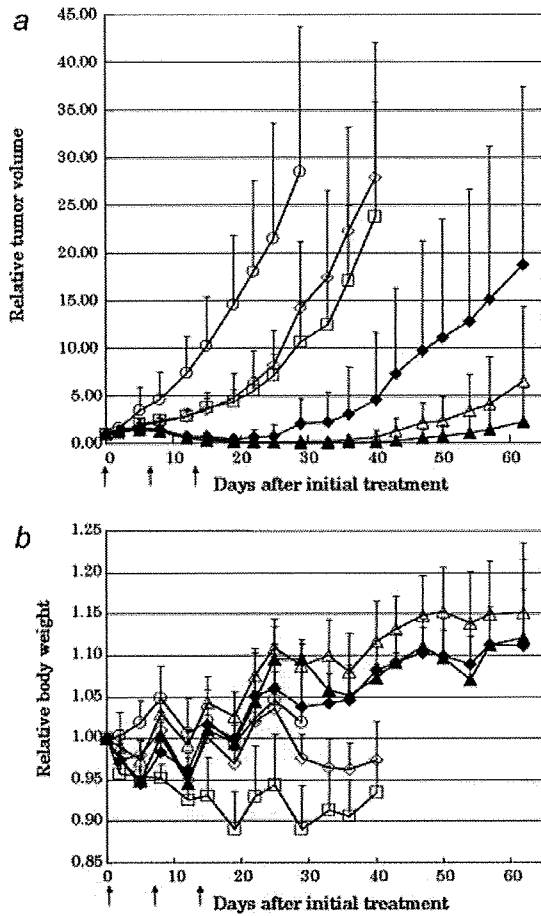 a
45.00
40.00
35.00
30.00
25.00
20.00
15.00
10.00
5.00
0.00
Relative tumor volume
0 10 20 30 40 50 60
Days after initial treatment
b
1.25
1.20
1.15
1.10
1.05
1.00
0.95
0.90
0.85
Relative body weight
0 10 20 30 40 50 60
Days after initial treatment